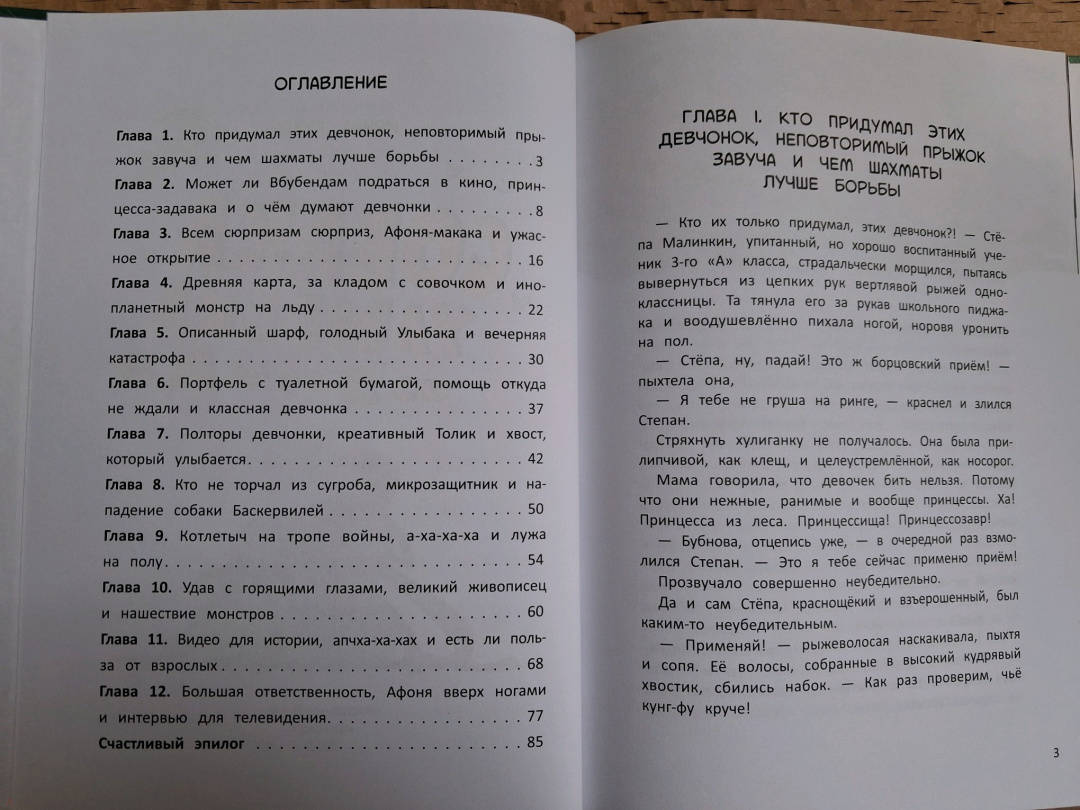 ОГЛАВЛЕНИЕ
Глава 1. Кто придумал этих девчонок, неповторимый пры-
жок завуча и чем шахматы лучше борьбы . . . . . . . . 3
Глава 2. Может ли Вбубендам подраться в кино, прин-
цесса-задавака и о чём думают девчонки . . . . . . . . . 8
Глава 3. Всем сюрпризам сюрприз, Афоня-макака и ужас-
ное открытие . . . . . . . . . . . . . . . . . . . . . . . . . 16
Глава 4. Древняя карта, за кладом с совочком и ино-
планетный монстр на льду . . . . . . . . . . . . . . . . . 22
Глава 5. Описанный шарф, голодный Улыбака и вечерняя
катастрофа . . . . . . . . . . . . . . . . . . . . . . . . . . 30
Глава 6. Портфель с туалетной бумагой, помощь откуда
не ждали и классная девчонка . . . . . . . . . . . . . . 37
Глава 7. Полторы девчонки, креативный Толик и хвост,
который улыбается. . . . . . . . . . . . . . . . . . . . . . 42
Глава 8. Кто не торчал из сугроба, микрозащитник и на-
падение собаки Баскервилей . . . . . . . . . . . . . . . . 50
Глава 9. Котлетыч на тропе войны, а-ха-ха-ха и лужа
на полу. . . . . . . . . . . . . . . . . . . . . . . . . . . . . 54
Глава 10. Удав с горящими глазами, великий живописец
и нашествие монстров . . . . . . . . . . . . . . . . . . . . 60
Глава 11. Видео для истории, апчха-ха-хах и есть ли поль-
за от взрослых . . . . . . . . . . . . . . . . . . . . . . . . 68
Глава 12. Большая ответственность, Афоня вверх ногами
и интервью для телевидения. . . . . . . . . . . . . . . . 77
Счастливый эпилог . . . . . . . . . . . . . . . . . . . . . 85
ГЛАВА 1. КТО ПРИДУМАЛ ЭТИХ
ДЕВЧОНОК, НЕПОВТОРИМЫЙ ПРЫЖОК
ЗАВУЧА И ЧЕМ ШАХМАТЫ
ЛУЧШЕ БОРЬБЫ
— Кто их только придумал, этих девчонок?! — Стё-
па Малинкин, упитанный, но хорошо воспитанный уче-
ник 3-го «А» класса, страдальчески морщился, пытаясь
вывернуться из цепких рук вертлявой рыжей одно-
классницы. Та тянула его за рукав школьного пиджа-
ка и воодушевлённо пихала ногой, норовя уронить
на пол.
— Стёпа, ну, падай! Это ж борцовский приём! —
пыхтела она,
— Я тебе не груша на ринге, — краснел и злился
Степан.
Стряхнуть хулиганку не получалось. Она была при-
липчивой, как клещ, и целеустремлённой, как носорог.
Мама говорила, что девочек бить нельзя. Потому
что они нежные, ранимые и вообще принцессы. Ха!
Принцесса из леса. Принцессища! Принцессозавр!
— Бубнова, отцепись уже, — в очередной раз взмо-
лился Степан. — Это я тебе сейчас применю приём!
Прозвучало совершенно неубедительно.
Да и сам Стёпа, краснощёкий и взъерошенный, был
каким-то неубедительным.
— Применяй! — рыжеволосая наскакивала, пыхтя
и сопя. Её волосы, собранные в высокий кудрявый
хвостик, сбились набок. — Как раз проверим, чьё
кунг-фу круче!
3